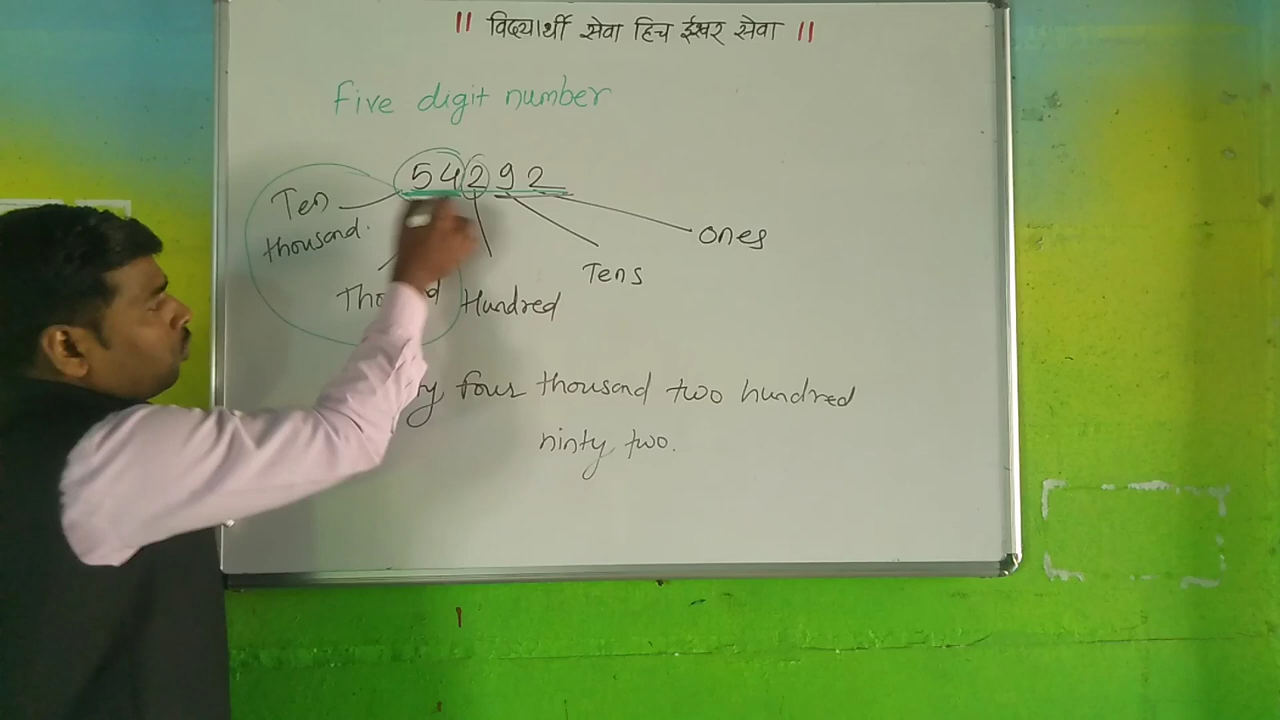 || विद्यार्थी सेवा हिच ईश्वर सेवा ||
Five digit number
54292
Ten
thousand.
ones
Tens
Hundred
four thousand two hundred
ninty two.